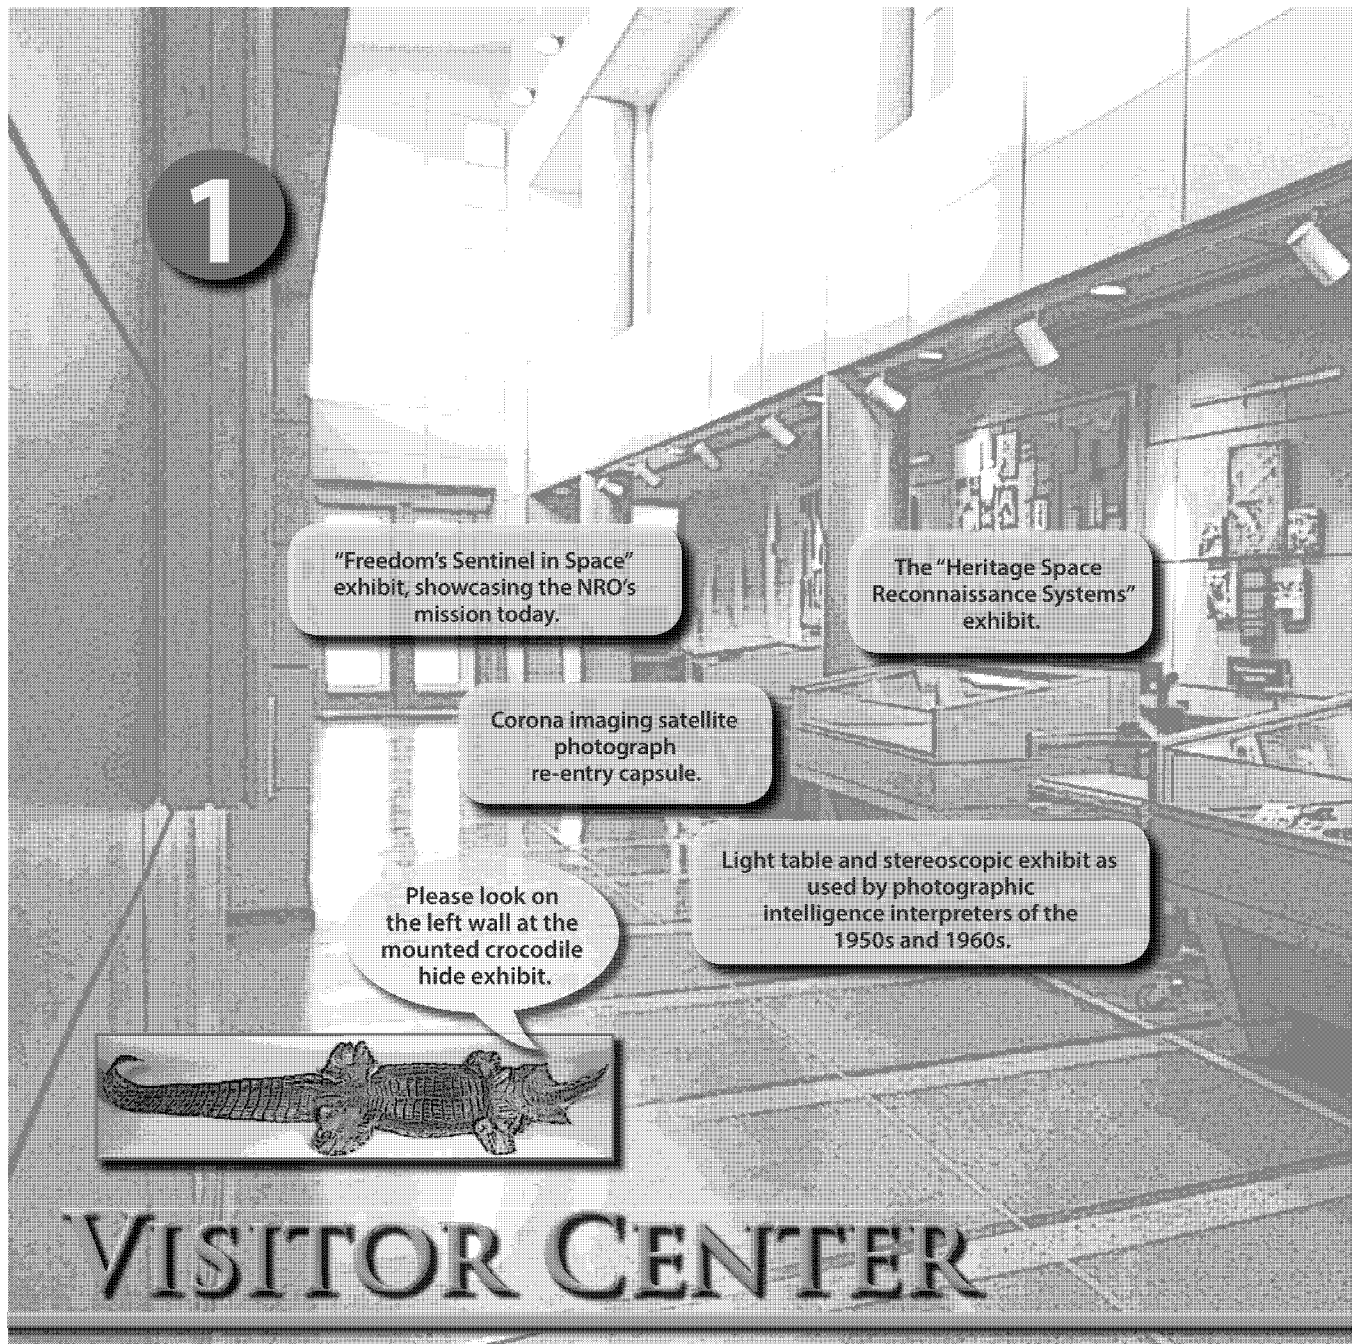 1
“Freedom’s Sentinel in Space”
exhibit, showcasing the NRO’s
mission today.
The “Heritage Space
Reconnaissance Systems”
exhibit.
Corona imaging satellite
photograph
re-entry capsule.
Light table and stereoscopic exhibit as
used by photographic
intelligence interpreters of the
1950s and 1960s.
Please look on
the left wall at the
mounted crocodile
hide exhibit.
VISITOR CENTER